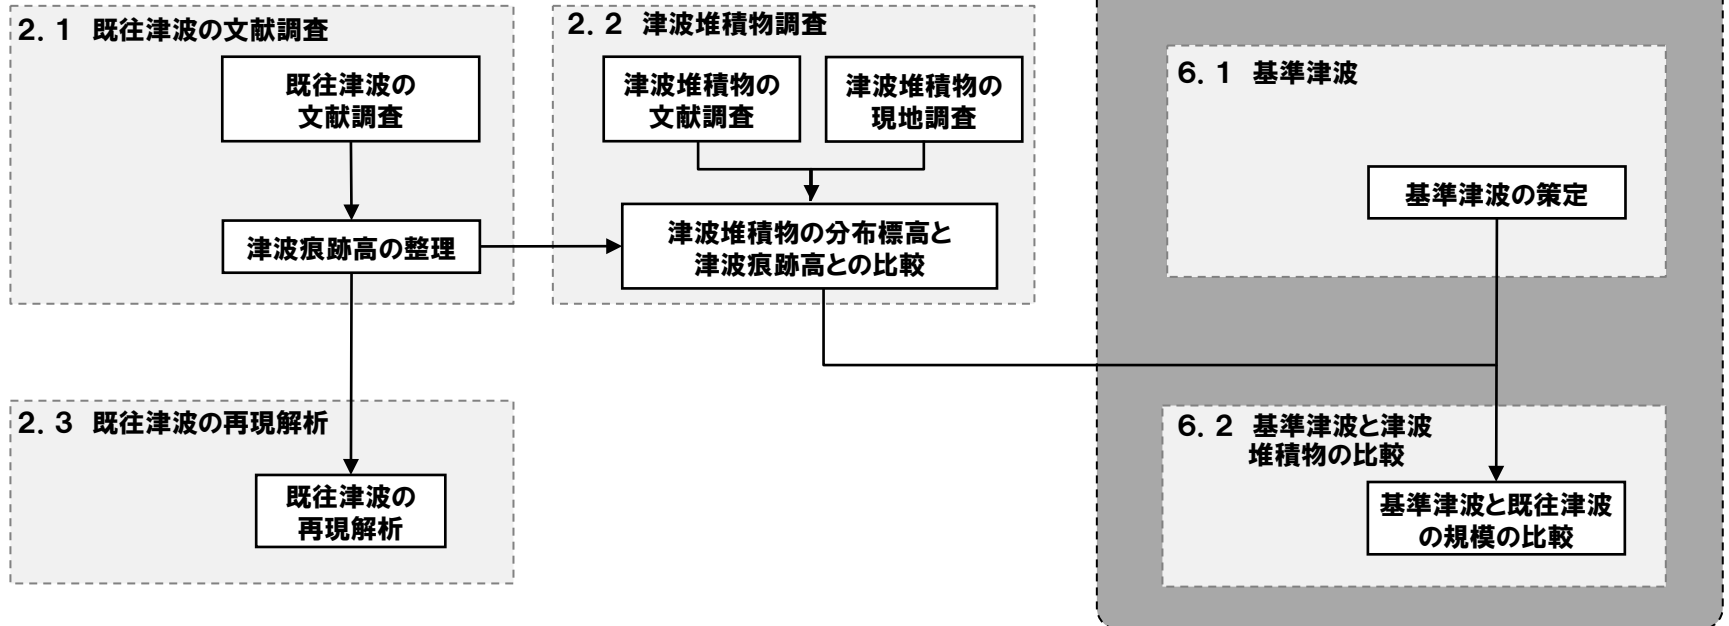 2．1 既往津波の文献調査
既往津波の
文献調査
津波痕跡高の整理
2．2 津波堆積物調査
津波堆積物の
文献調査
津波堆積物の
現地調査
津波堆積物の分布標高と
津波痕跡高との比較
2．3 既往津波の再現解析
既往津波の
再現解析
6．1 基準津波
基準津波の策定
6．2 基準津波と津波
堆積物の比較
基準津波と既往津波
の規模の比較